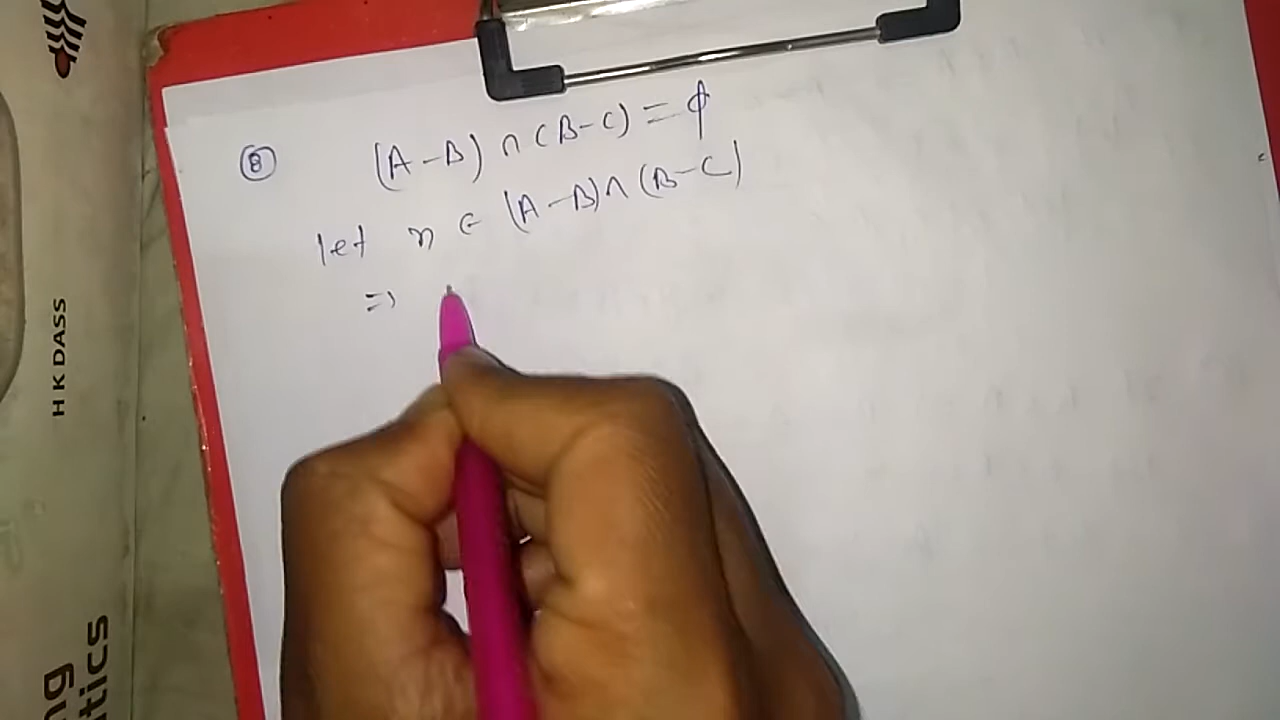 ⑧ (A-B)∩(B-C)=ϕ
let x ∈ (A-B)∩(B-C)
⇒
H K DASS
ng
tics